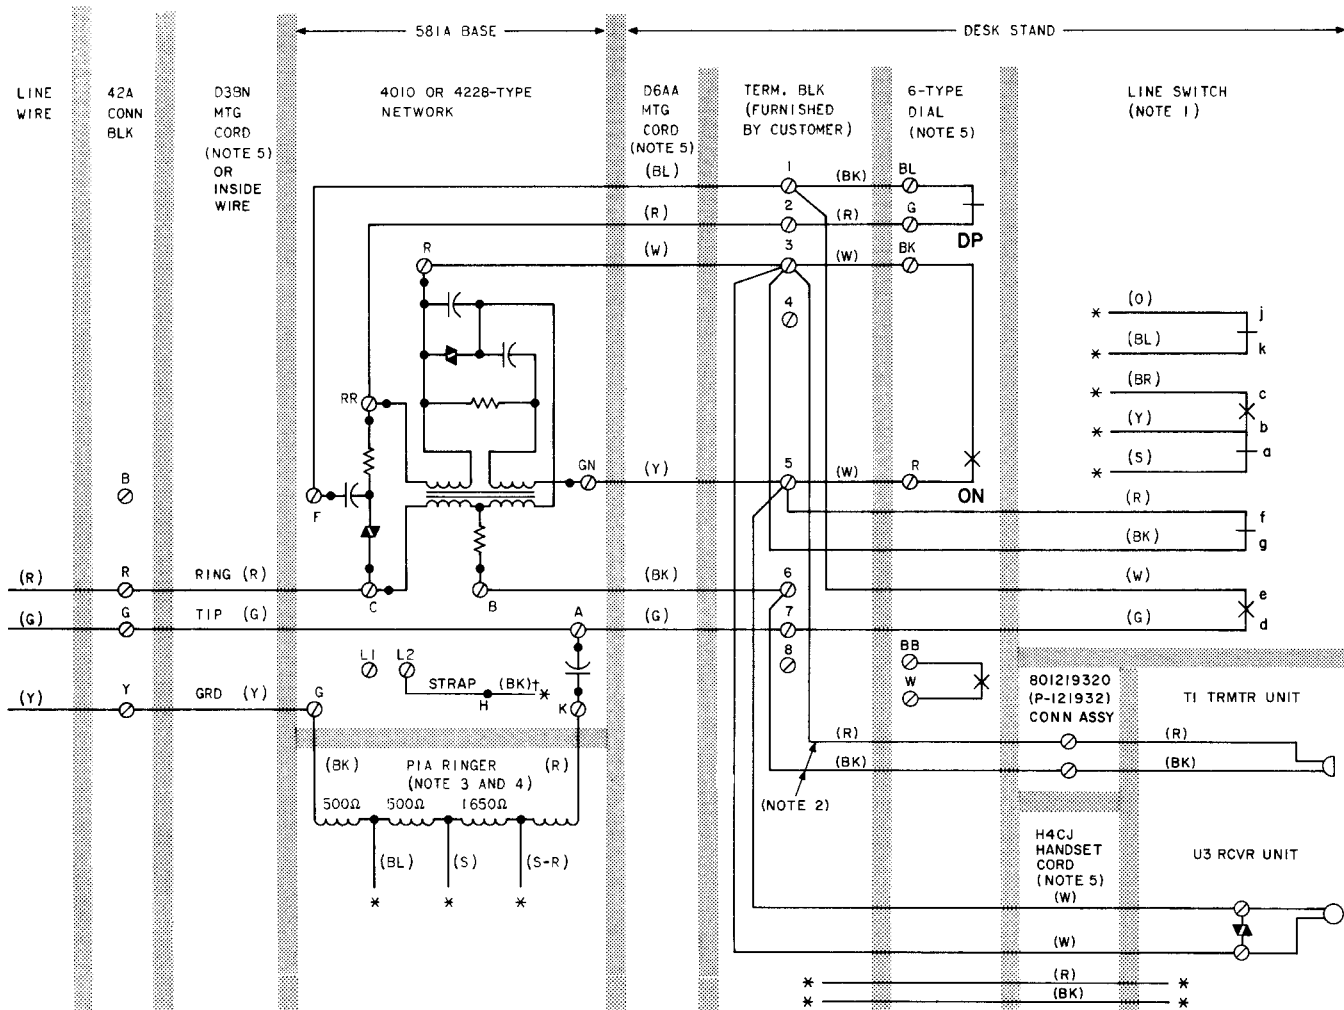 581A BASE
DESK STAND
LINE
WIRE
42A
CONN
BLK
D39N
MTG
CORD
(NOTE 5)
OR
INSIDE
WIRE
4010 OR 4228-TYPE
NETWORK
D6AA
MTG
CORD
(NOTE 5)
TERM. BLK
(FURNISHED
BY CUSTOMER)
6-TYPE
DIAL
(NOTE 5)
LINE SWITCH
(NOTE 1)
(BL) 1 (BK) BL
(R) 2 (R) G
DP
R (W) 3 (W) BK
4
* (O) j
* (BL) k
* (BR) c
* (Y) b
* (S) a
RR
GN (Y) 5 (W) R
ON
B
F
(R) f
(BK) g
(R) R RING (R) C B (BK) 6 (W) e
(G) G TIP (G) A (G) 7 (G) d
8
L1 L2
STRAP (BK)† *
H
BB
W
(Y) Y GRD (Y) G K
801219320
(P-121932)
CONN ASSY
T1 TRMTR UNIT
(R) (R)
(BK) (BK)
(NOTE 2)
(BK) P1A RINGER (R)
(NOTE 3 AND 4)
500Ω 500Ω 1650Ω
(BL) (S) (S-R)
* * *
H4CJ
HANDSET
CORD
(NOTE 5)
U3 RCVR UNIT
(W)
(W)
* (R) *
* (BK) *